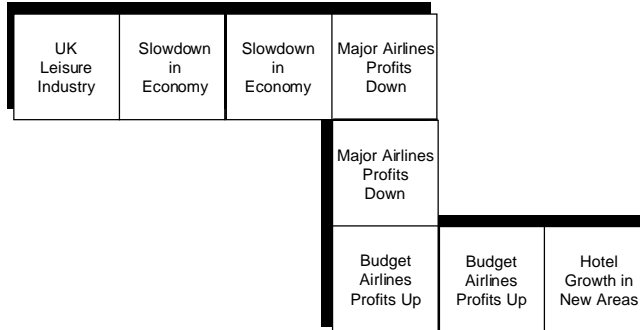 UK
Leisure
Industry
Slowdown
in
Economy
Slowdown
in
Economy
Major Airlines
Profits
Down
Major Airlines
Profits
Down
Budget
Airlines
Profits Up
Budget
Airlines
Profits Up
Hotel
Growth in
New Areas